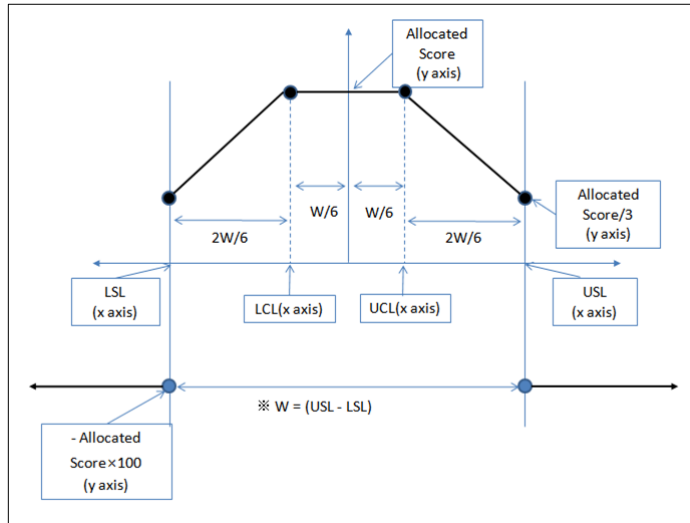 Allocated
Score
(y axis)
W/6
W/6
2W/6
2W/6
Allocated
Score/3
(y axis)
LSL
(x axis)
LCL(x axis)
UCL(x axis)
USL
(x axis)
※ W = (USL - LSL)
- Allocated
Score×100
(y axis)